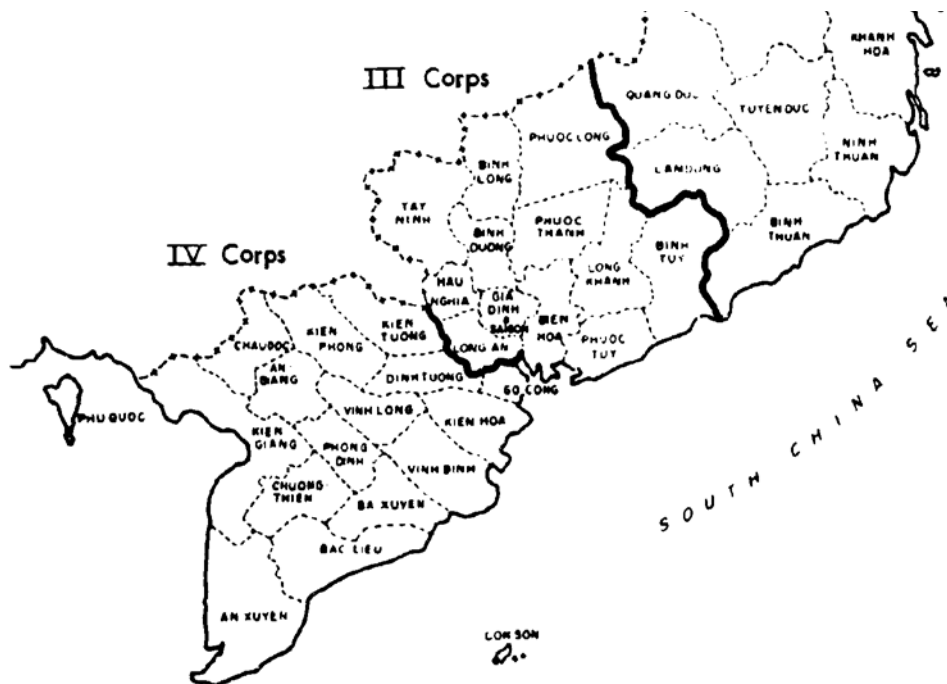 KHANH
HOA
III Corps
QUANG DUC
TUYEN DUC
PHUOC LONG
NINH
THUAN
BINH
LONG
LAM DONG
TAY
NINH
PHUOC
THANH
BINH
THUAN
BINH
DUONG
BINH
TUY
IV Corps
LONG
KHANH
HAU
NGHIA
GIA
DINH
SAIGON
BIEN
HOA
KIEN
TUONG
KIEN
PHONG
CHAU DOC
LONG AN
PHUOC
TUY
AN
GIANG
DINH TUONG
GO CONG
PHU QUOC
VINH LONG
KIEN HOA
KIEN
GIANG
PHONG
DINH
VINH BINH
CHUONG
THIEN
BA XUYEN
BAC LIEU
AN XUYEN
CON SON
SOUTH CHINA SE